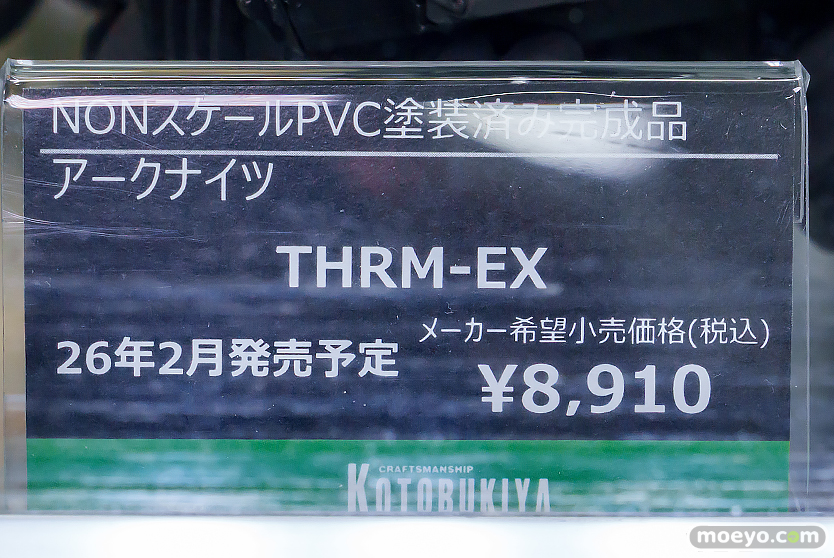 NONスケールPVC塗装済み完成品
アークナイツ
THRM-EX
メーカー希望小売価格(税込)
26年2月発売予定
¥8,910
CRAFTSMANSHIP
KOTOBUKIYA
moeyo.com